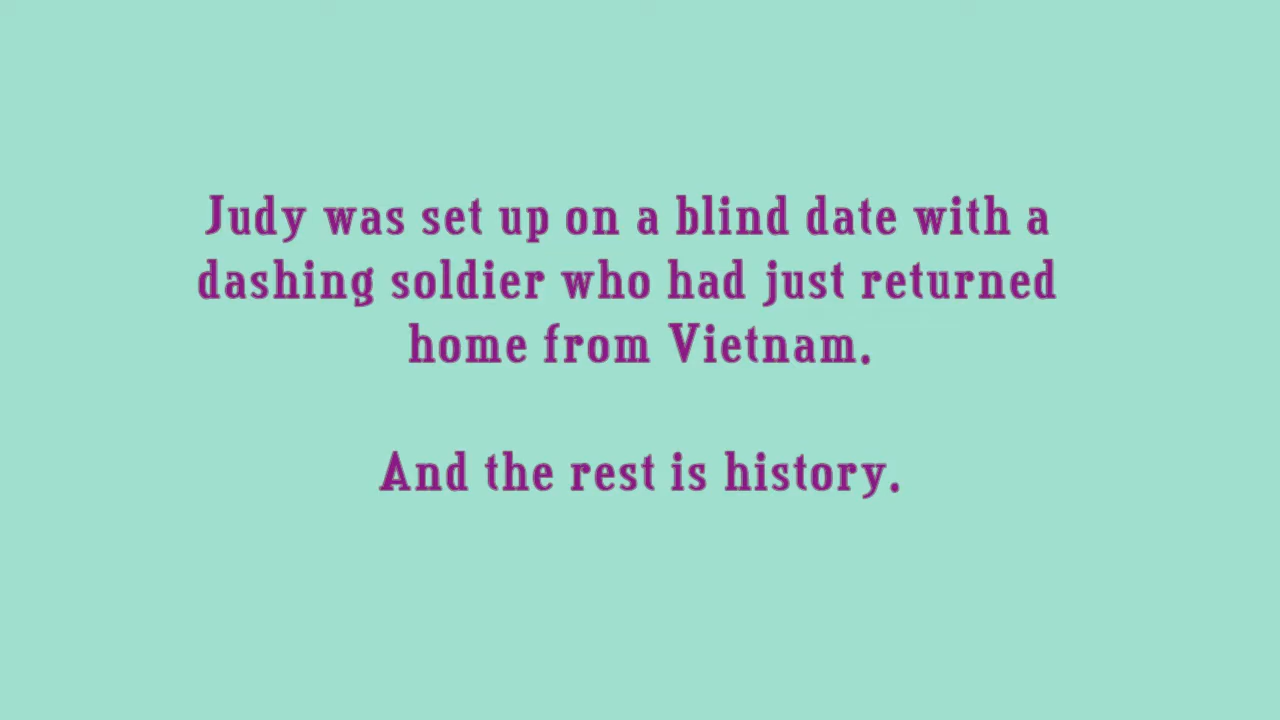 Judy was set up on a blind date with a
dashing soldier who had just returned
home from Vietnam.
And the rest is history.